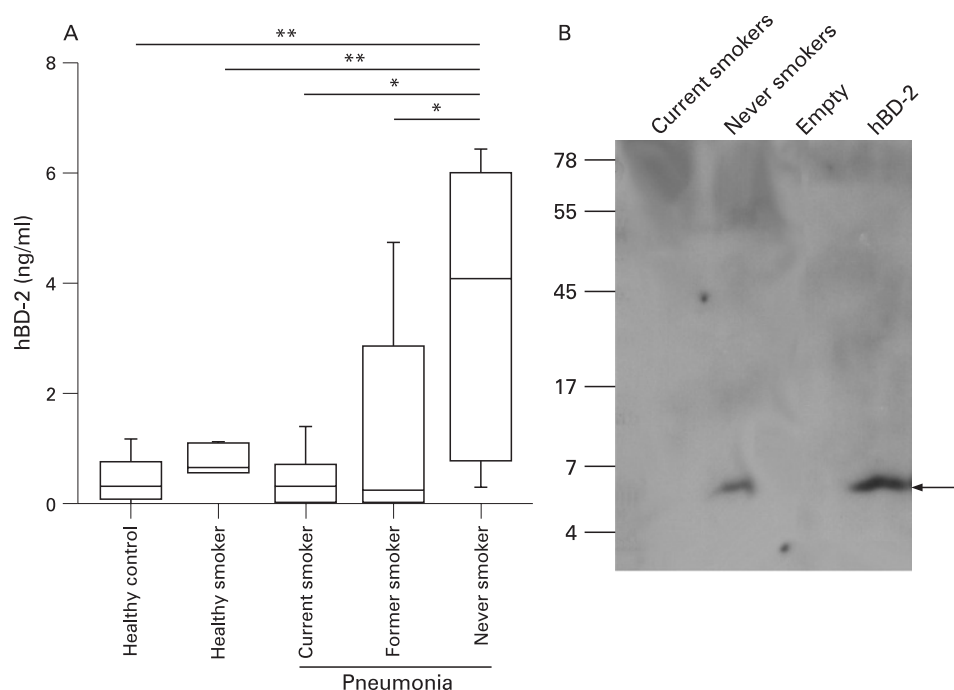 A
**
**
*
*
8
6
4
2
0
hBD-2 (ng/ml)
Healthy control
Healthy smoker
Current smoker
Former smoker
Never smoker
Pneumonia
B
Current smokers
Never smokers
Empty
hBD-2
78
55
45
17
7
4